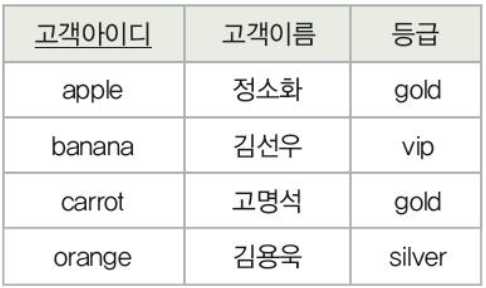 고객아이디 고객이름 등급
apple 정소화 gold
banana 김선우 vip
carrot 고명석 gold
orange 김용욱 silver